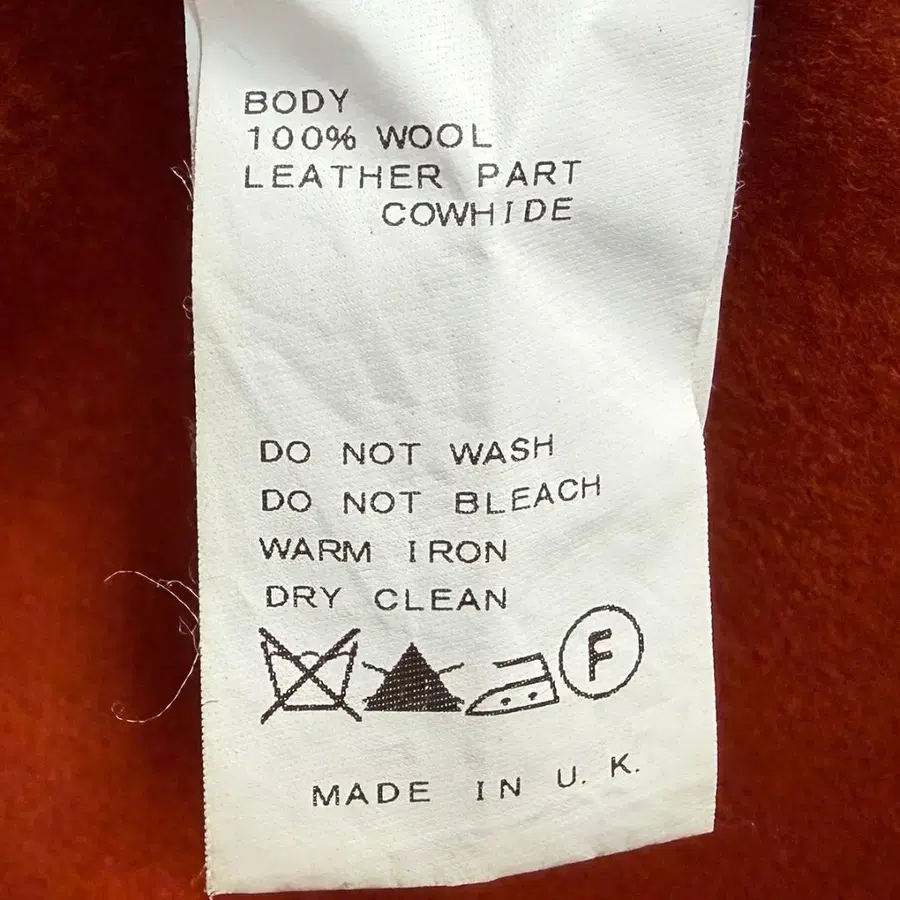 BODY
100% WOOL
LEATHER PART
COWHIDE
DO NOT WASH
DO NOT BLEACH
WARM IRON
DRY CLEAN
F
MADE IN U.K.